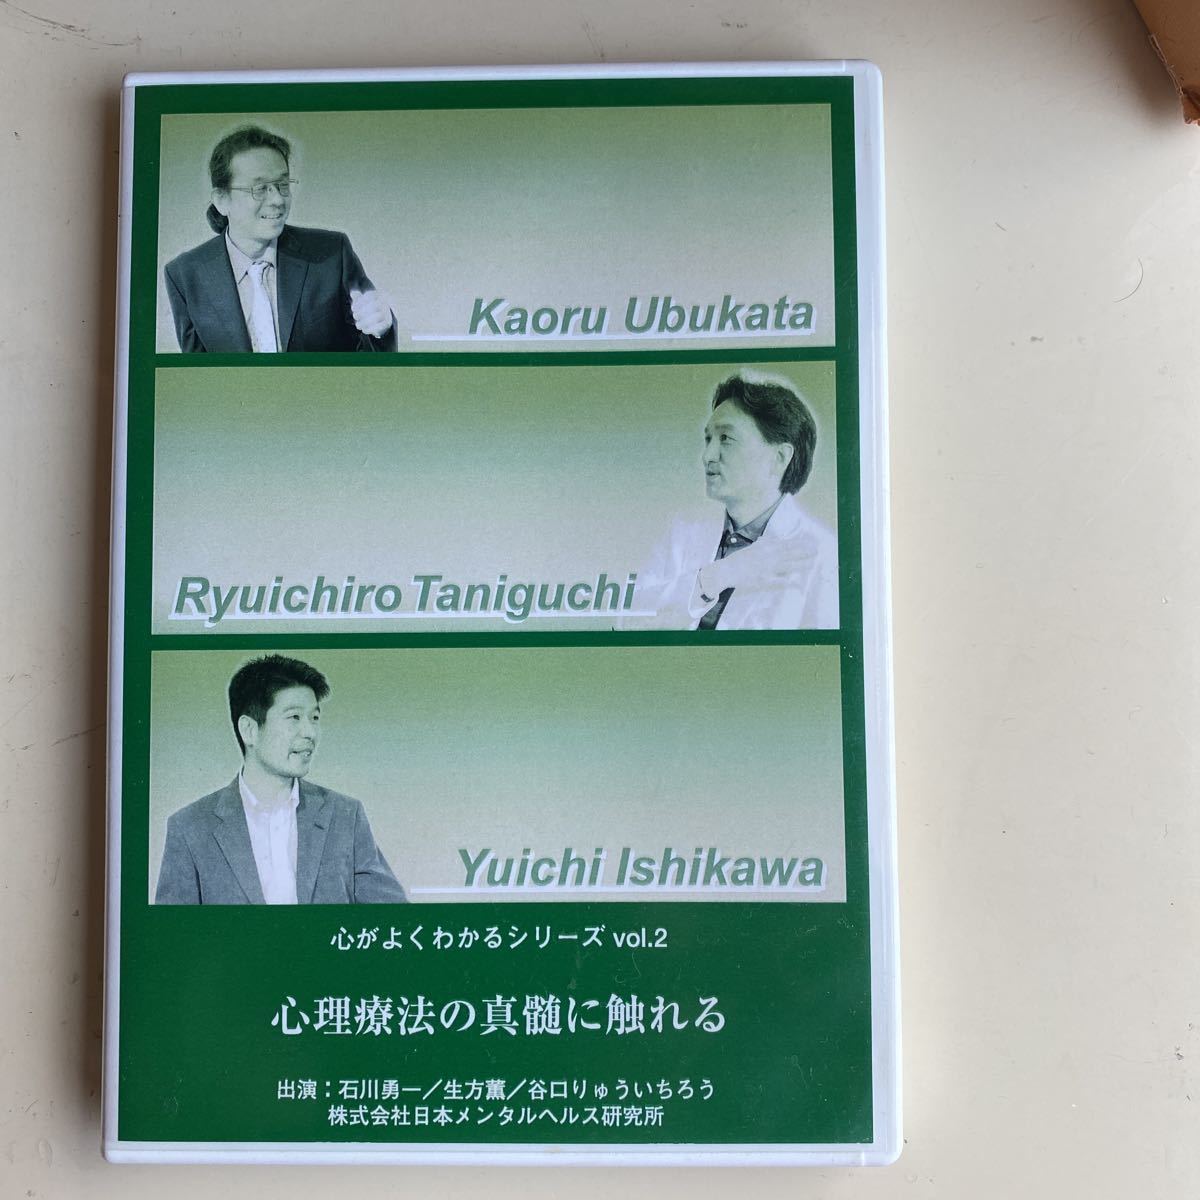 Kaoru Ubukata
Ryuichiro Taniguchi
Yuichi Ishikawa
心がよくわかるシリーズ vol.2
心理療法の真髄に触れる
出演：石川勇一／生方薫／谷口りゅういちろう
株式会社日本メンタルヘルス研究所